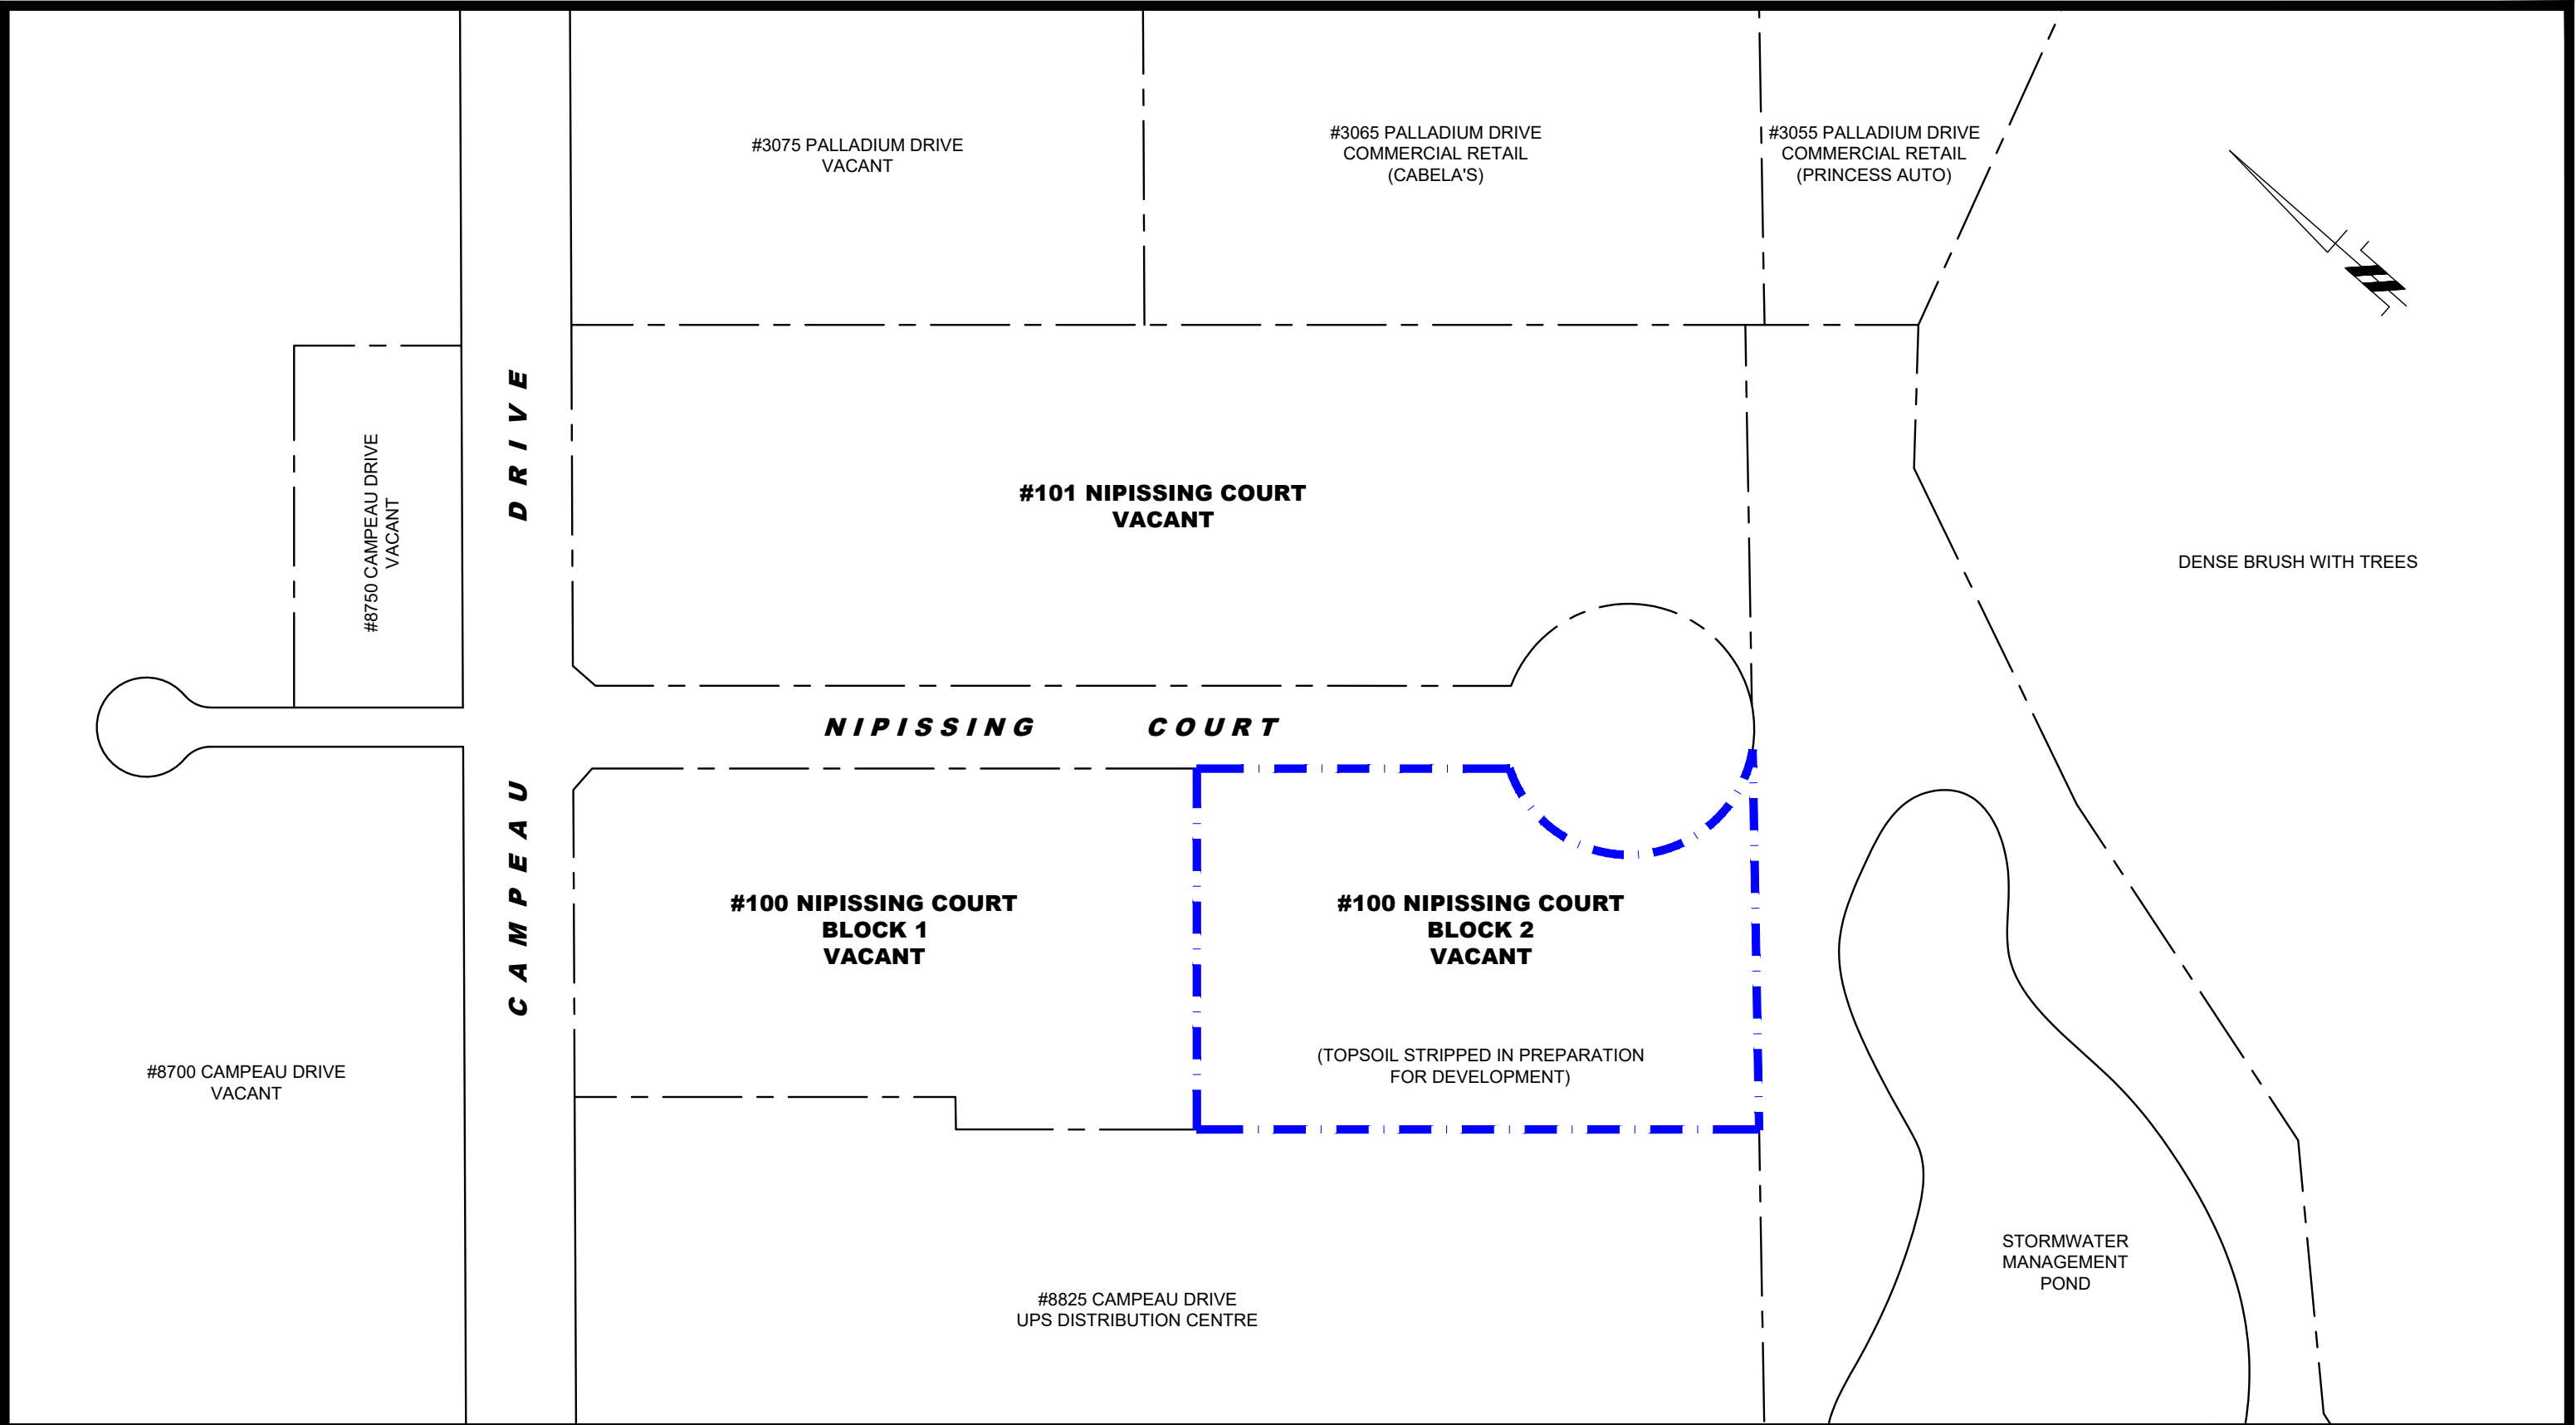 #3075 PALLADIUM DRIVE
VACANT
#3065 PALLADIUM DRIVE
COMMERCIAL RETAIL
(CABELA'S)
#3055 PALLADIUM DRIVE
COMMERCIAL RETAIL
(PRINCESS AUTO)
#8750 CAMPEAU DRIVE
VACANT
CAMPEAU DRIVE
#101 NIPISSING COURT
VACANT
DENSE BRUSH WITH TREES
NIPISSING COURT
#100 NIPISSING COURT
BLOCK 1
VACANT
#100 NIPISSING COURT
BLOCK 2
VACANT
(TOPSOIL STRIPPED IN PREPARATION
FOR DEVELOPMENT)
#8700 CAMPEAU DRIVE
VACANT
STORMWATER
MANAGEMENT
POND
#8825 CAMPEAU DRIVE
UPS DISTRIBUTION CENTRE